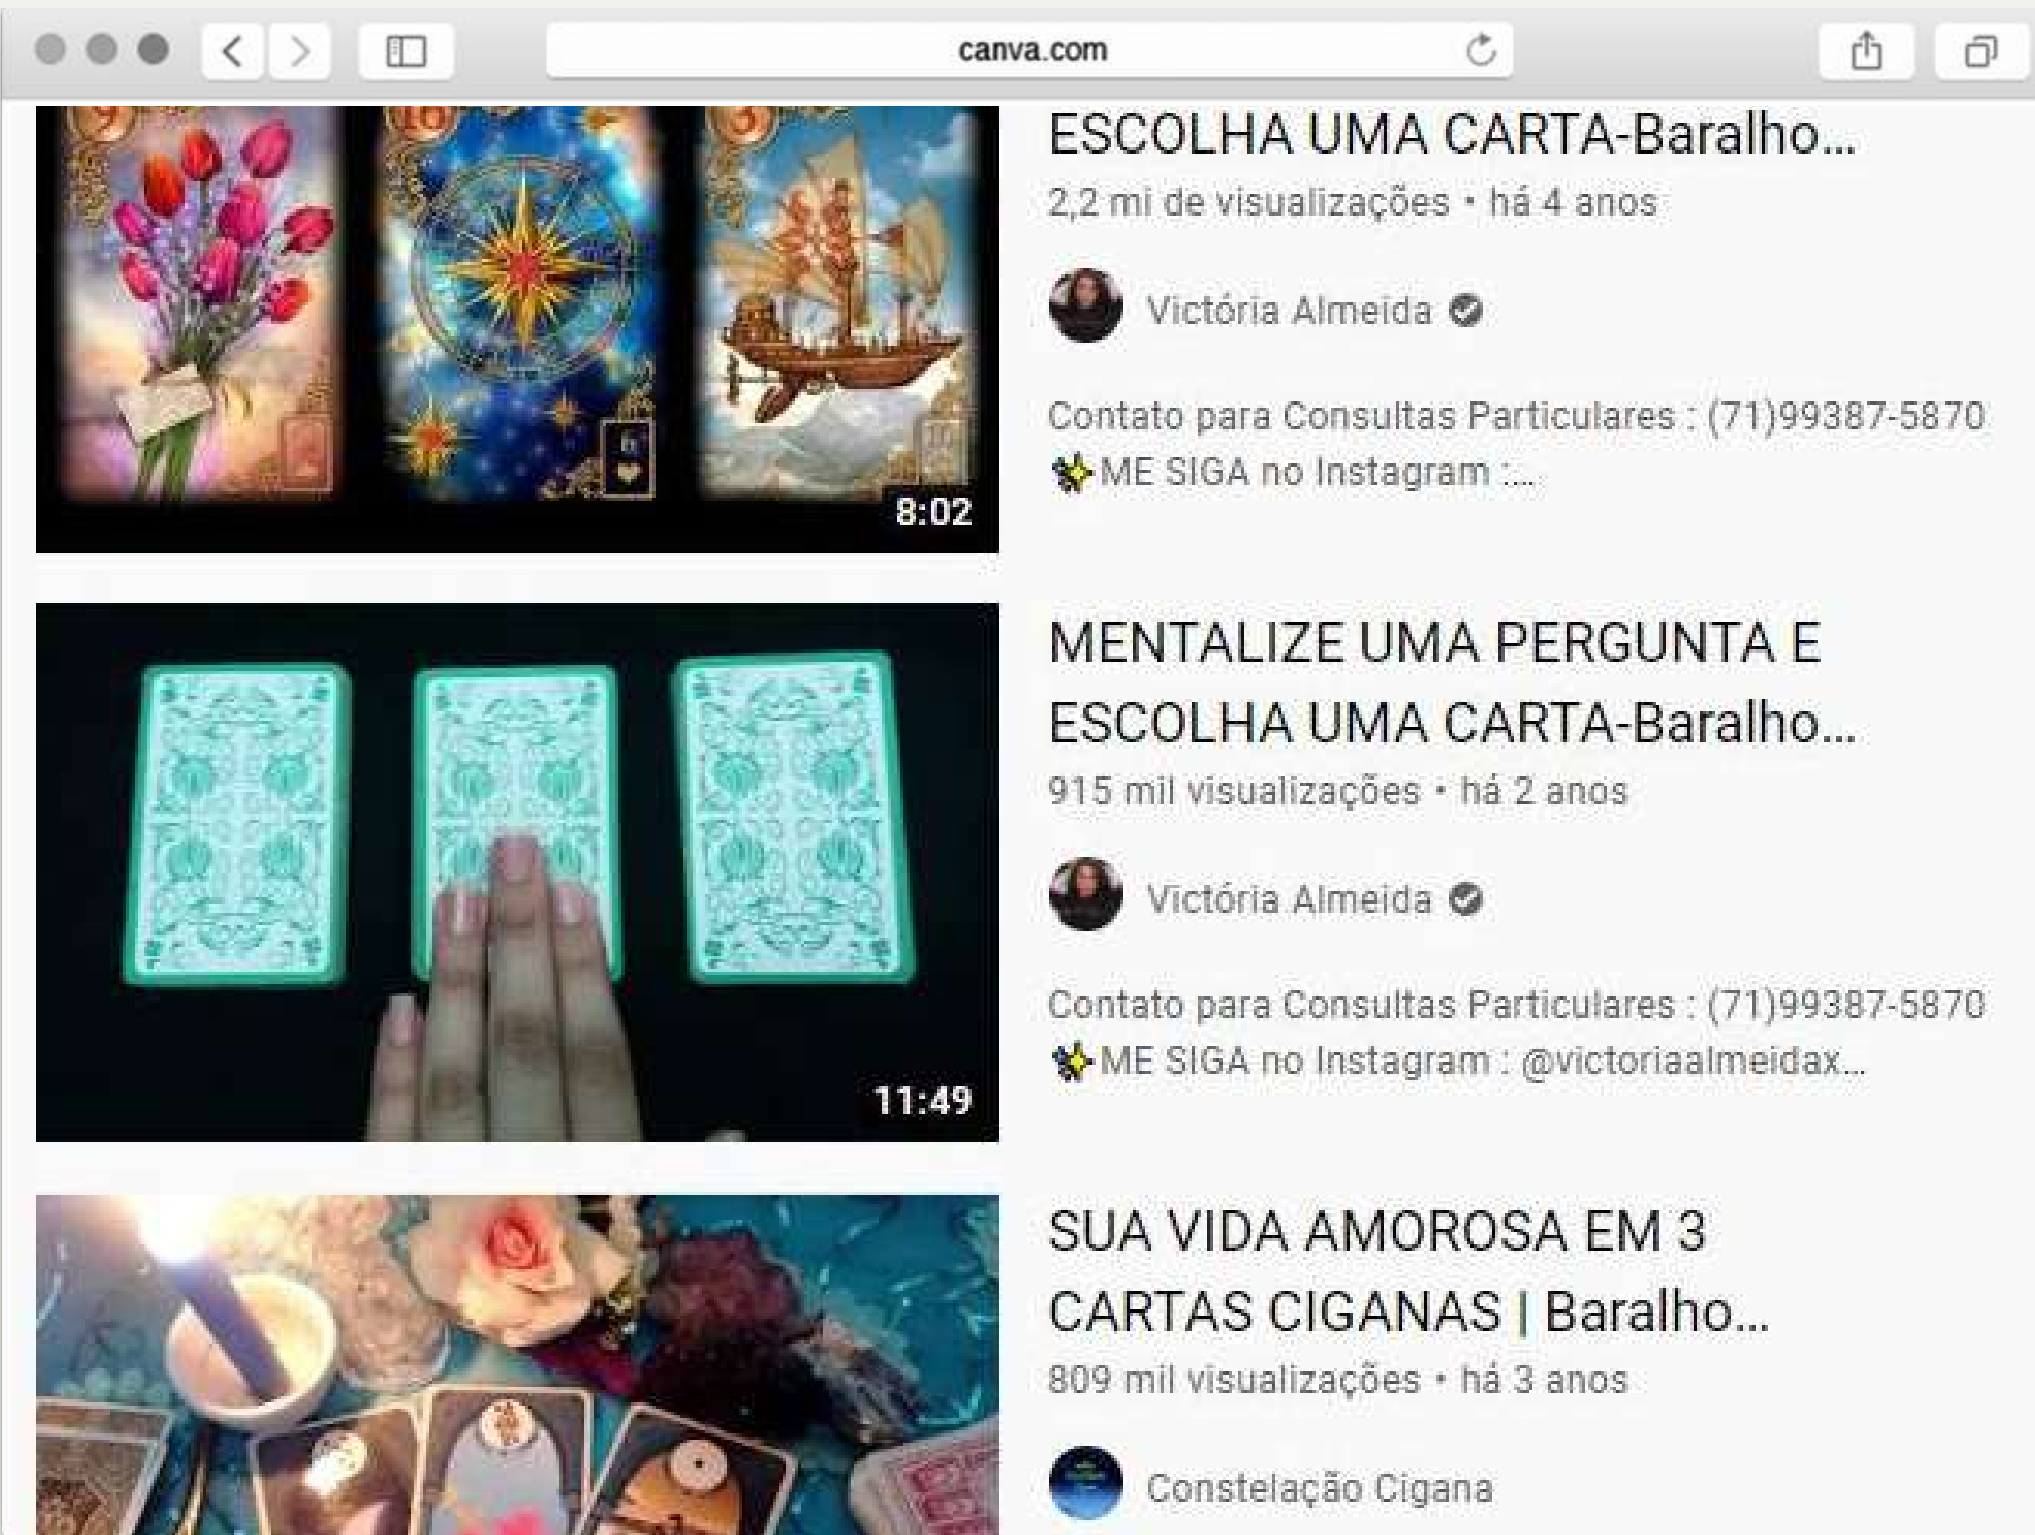 canva.com
9
16
3
8:02
ESCOLHA UMA CARTA-Baralho...
2,2 mi de visualizações • há 4 anos
Victória Almeida
Contato para Consultas Particulares : (71)99387-5870
✨ME SIGA no Instagram :...
11:49
MENTALIZE UMA PERGUNTA E
ESCOLHA UMA CARTA-Baralho...
915 mil visualizações • há 2 anos
Victória Almeida
Contato para Consultas Particulares : (71)99387-5870
✨ME SIGA no Instagram : @victoriaalmeidax...
SUA VIDA AMOROSA EM 3
CARTAS CIGANAS | Baralho...
809 mil visualizações • há 3 anos
Constelação Cigana